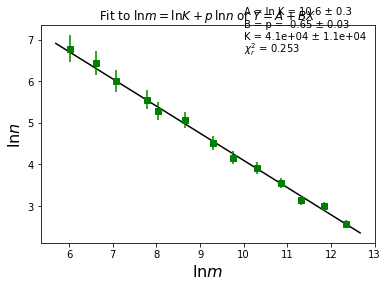 Fit to lnm = lnK + p lnn or Y = A + BX
A = ln K = 10.6 ± 0.3
B = p = -0.65 ± 0.03
K = 4.1e+04 ± 1.1e+04
χ²ᵣ = 0.253
7
6
5
4
3
lnn
6 7 8 9 10 11 12 13
lnm